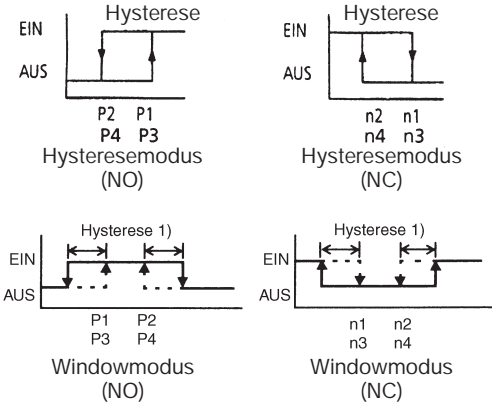 Hysterese
EIN
AUS
P2 P1
P4 P3
Hysteresemodus
(NO)
Hysterese
EIN
AUS
n2 n1
n4 n3
Hysteresemodus
(NC)
Hysterese 1)
EIN
AUS
P1 P2
P3 P4
Windowmodus
(NO)
Hysterese 1)
EIN
AUS
n1 n2
n3 n4
Windowmodus
(NC)